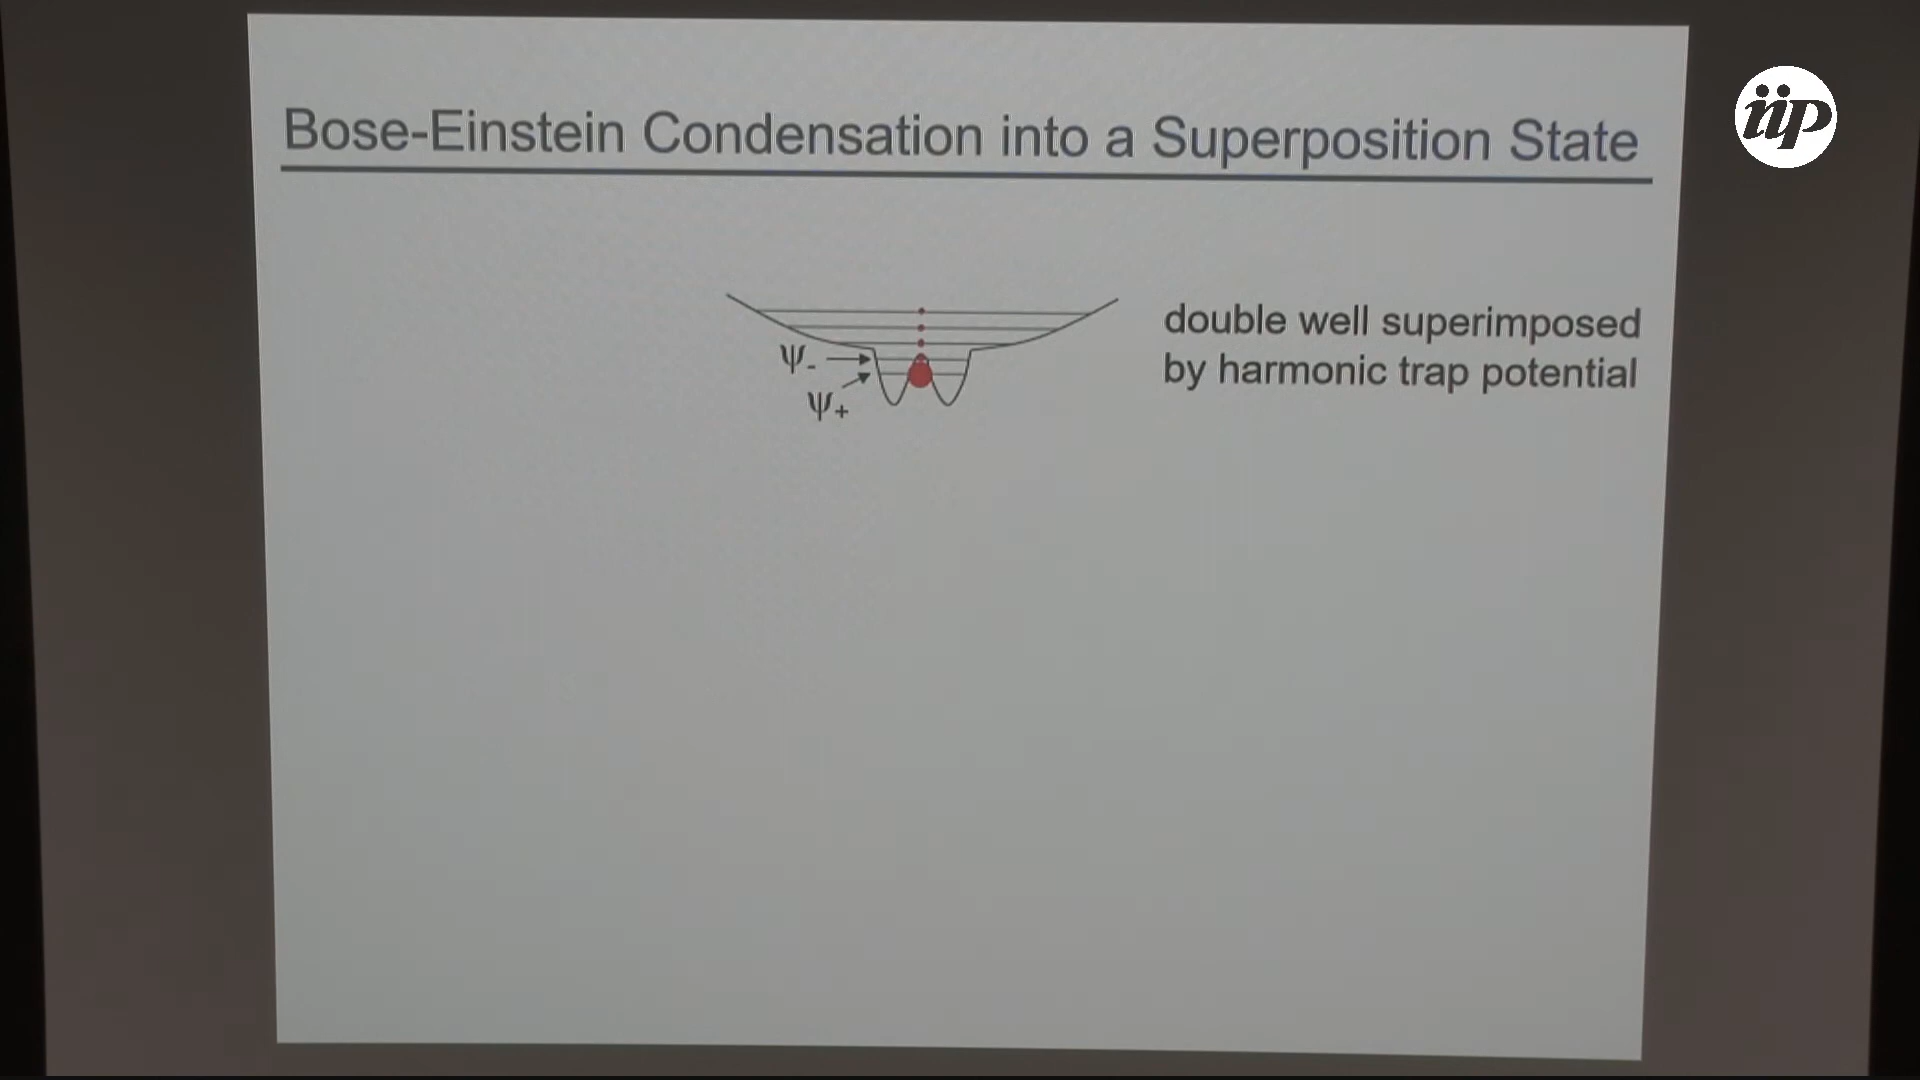 Bose-Einstein Condensation into a Superposition State
iip
double well superimposed
by harmonic trap potential
ψ-
ψ+